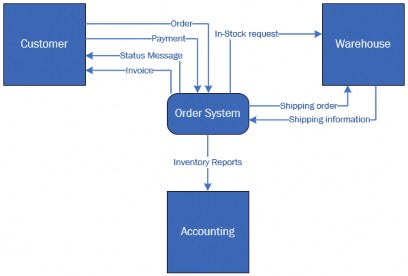 Customer
Order
Payment
Status Message
Invoice
In-Stock request
Warehouse
Order System
Shipping order
Shipping information
Inventory Reports
Accounting